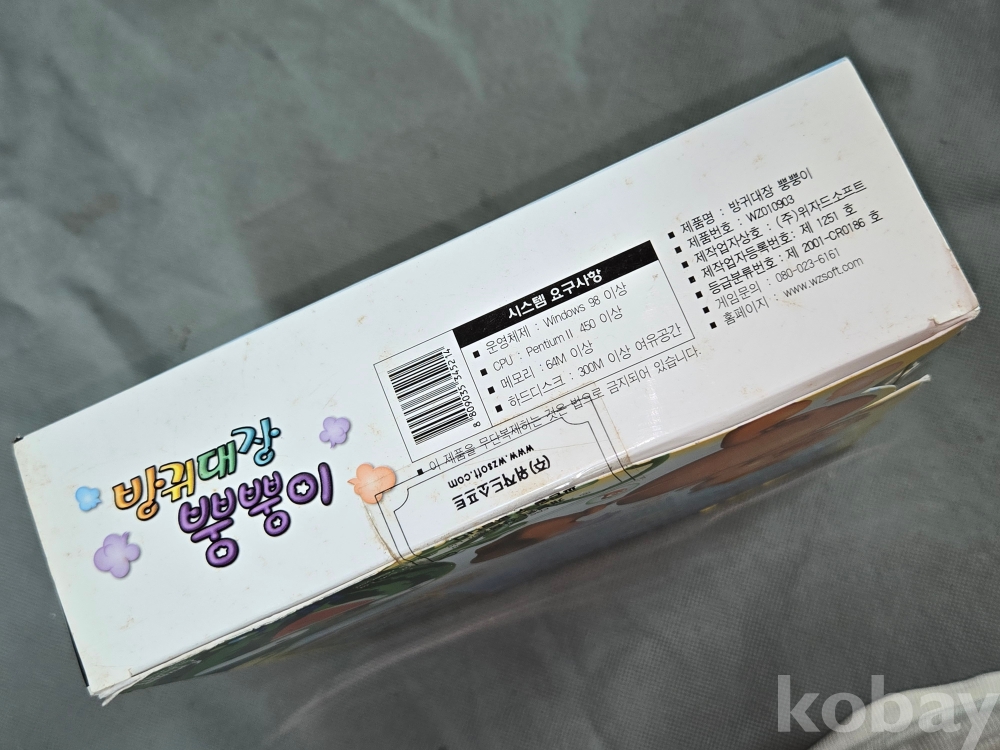 방귀대장
뿡뿡이
8 809035 345214
시스템 요구사항
■ 운영체제 : Windows 98 이상
■ CPU : Pentium II 450 이상
■ 메모리 : 64M 이상
■ 하드디스크 : 300M 이상 여유공간
■ 이 제품을 무단복제하는 것은 법으로 금지되어 있습니다.
■ 제품명 : 방귀대장 뿡뿡이
■ 제품번호 : WZ010903
■ 제작업자상호 : (주)위자드소프트
■ 제작업자등록번호: 제 1251 호
■ 등급분류번호: 제 2001-CR0186 호
■ 게임문의 : 080-023-6161
■ 홈페이지 : www.wzsoft.com
(주)위자드소프트
www.wzsoft.com
kobay